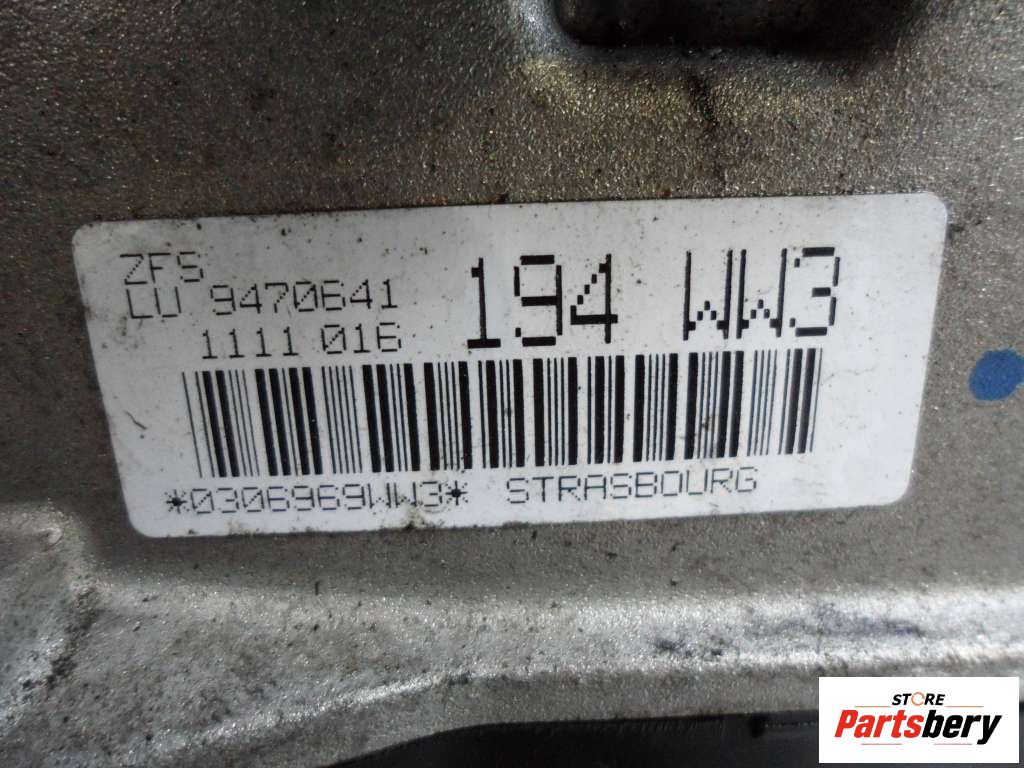 ZFS
LU 9470641
1111 016
194 WW3
*0306969WW3* STRASBOURG
STORE
Partsbery